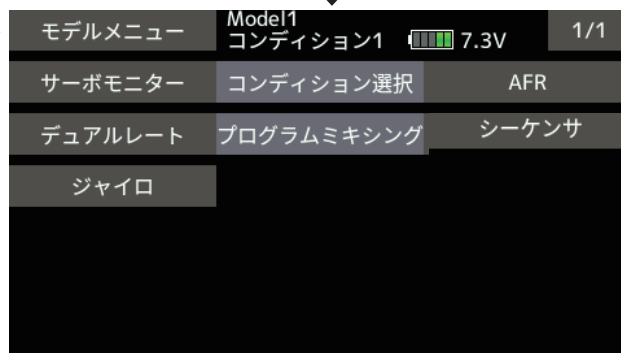 モデルメニュー
Model1
コンディション1 7.3V
1/1
サーボモニター コンディション選択 AFR
デュアルレート プログラムミキシング シーケンサ
ジャイロ